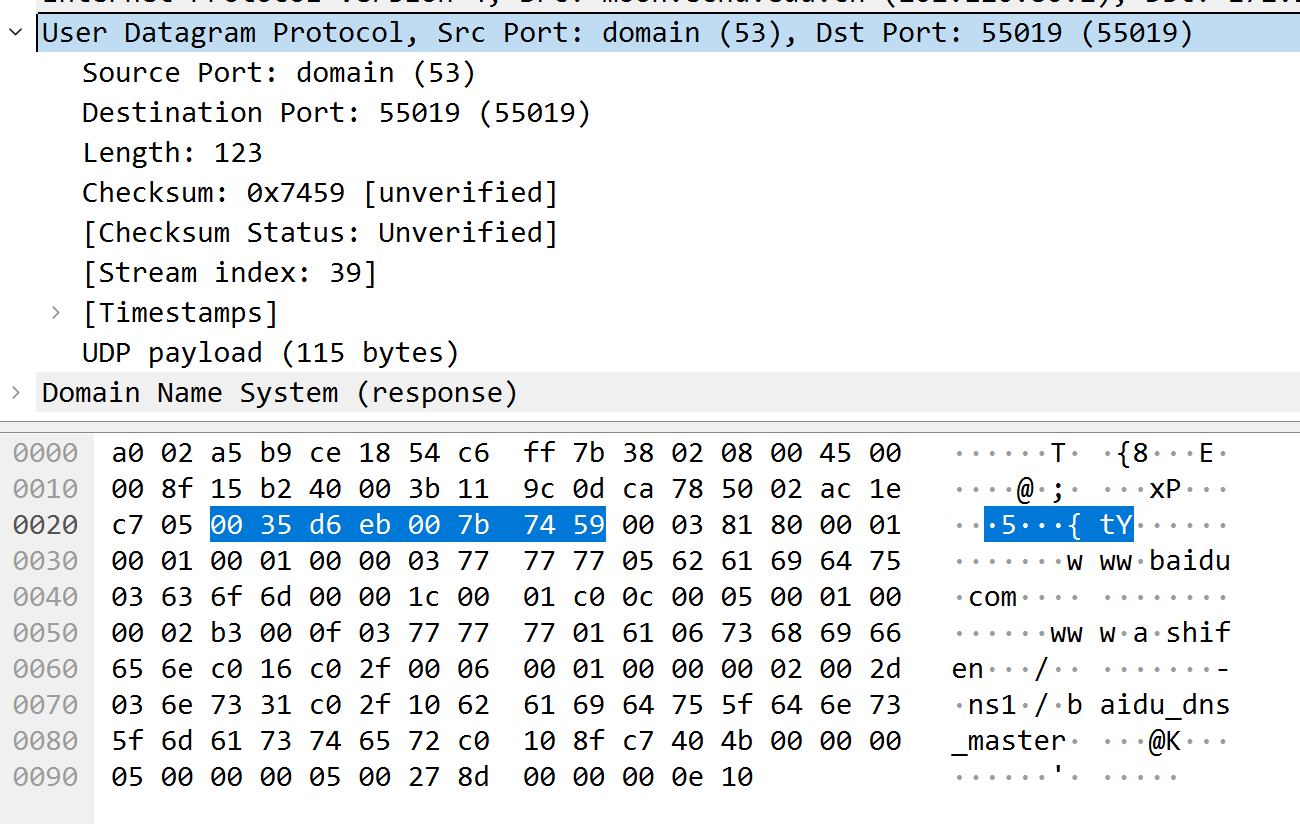 User Datagram Protocol, Src Port: domain (53), Dst Port: 55019 (55019)
Source Port: domain (53)
Destination Port: 55019 (55019)
Length: 123
Checksum: 0x7459 [unverified]
[Checksum Status: Unverified]
[Stream index: 39]
[Timestamps]
UDP payload (115 bytes)
Domain Name System (response)
0000 a0 02 a5 b9 ce 18 54 c6 ff 7b 38 02 08 00 45 00 ······T· ·{8···E·
0010 00 8f 15 b2 40 00 3b 11 9c 0d ca 78 50 02 ac 1e ····@·;· ···xP···
0020 c7 05 00 35 d6 eb 00 7b 74 59 00 03 81 80 00 01 ···5···{ tY······
0030 00 01 00 01 00 00 03 77 77 77 05 62 61 69 64 75 ·······w ww·baidu
0040 03 63 6f 6d 00 00 1c 00 01 c0 0c 00 05 00 01 00 ·com···· ········
0050 00 02 b3 00 0f 03 77 77 77 01 61 06 73 68 69 66 ······ww w·a·shif
0060 65 6e c0 16 c0 2f 00 06 00 01 00 00 00 02 00 2d en···/·· ·······-
0070 03 6e 73 31 c0 2f 10 62 61 69 64 75 5f 64 6e 73 ·ns1·/·b aidu_dns
0080 5f 6d 61 73 74 65 72 c0 10 8f c7 40 4b 00 00 00 _master· ···@K···
0090 05 00 00 00 05 00 27 8d 00 00 00 0e 10 ······'· ·····